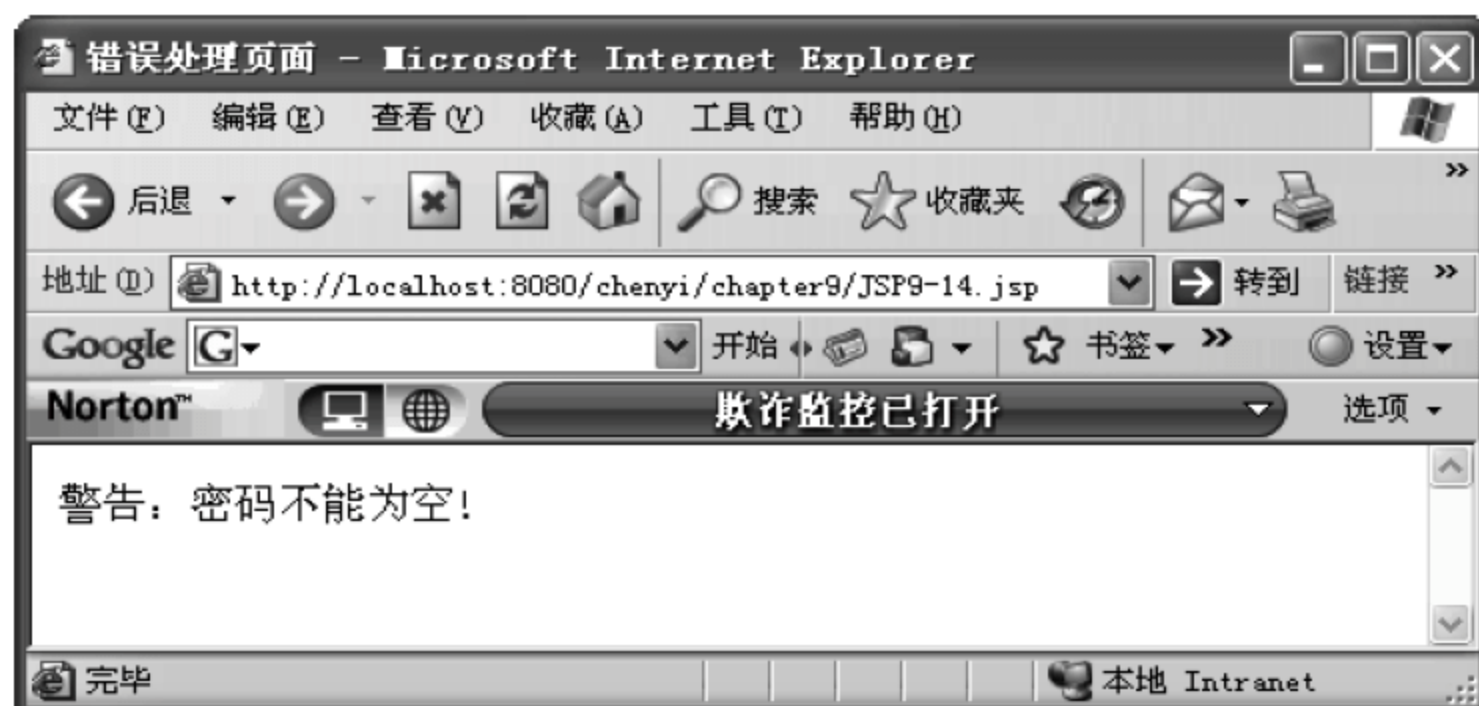 错误处理页面 - Microsoft Internet Explorer
文件(F) 编辑(E) 查看(V) 收藏(A) 工具(T) 帮助(H)
后退 搜索 收藏夹 »
地址(D) http://localhost:8080/chenyi/chapter9/JSP9-14.jsp 转到 链接 »
Google G 开始 书签 » 设置
Norton™ 欺诈监控已打开 选项
警告：密码不能为空!
完毕 本地 Intranet